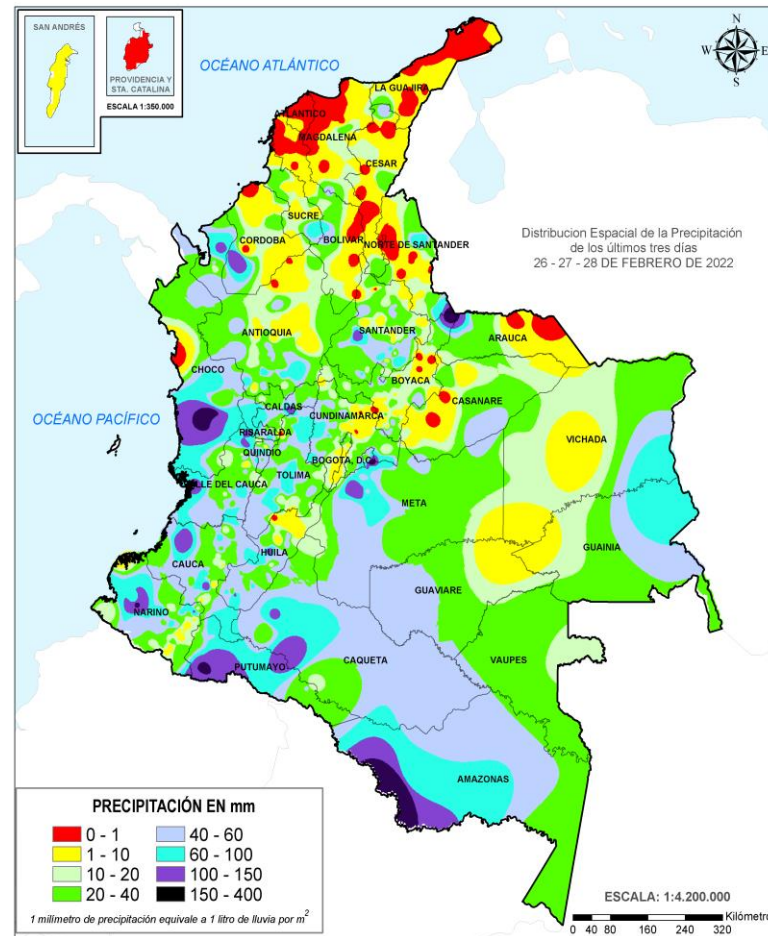 SAN ANDRÉS
PROVIDENCIA Y
STA. CATALINA
ESCALA 1:350.000
OCÉANO ATLÁNTICO
N
W
E
S
LA GUAJIRA
ATLANTICO
MAGDALENA
CESAR
SUCRE
CORDOBA
BOLIVAR
NORTE DE SANTANDER
Distribucion Espacial de la Precipitación
de los últimos tres días
26 - 27 - 28 DE FEBRERO DE 2022
ANTIOQUIA
SANTANDER
ARAUCA
CHOCO
BOYACA
CASANARE
OCÉANO PACÍFICO
CALDAS
CUNDINAMARCA
RISARALDA
VICHADA
QUINDIO
BOGOTA, D.C.
TOLIMA
VALLE DEL CAUCA
META
CAUCA
HUILA
GUAINIA
GUAVIARE
NARIÑO
PUTUMAYO
CAQUETA
VAUPES
AMAZONAS
PRECIPITACIÓN EN mm
0 - 1
40 - 60
1 - 10
60 - 100
10 - 20
100 - 150
20 - 40
150 - 400
1 milímetro de precipitación equivale a 1 litro de lluvia por m²
ESCALA: 1:4.200.000
Kilómetro
0 40 80 160 240 320